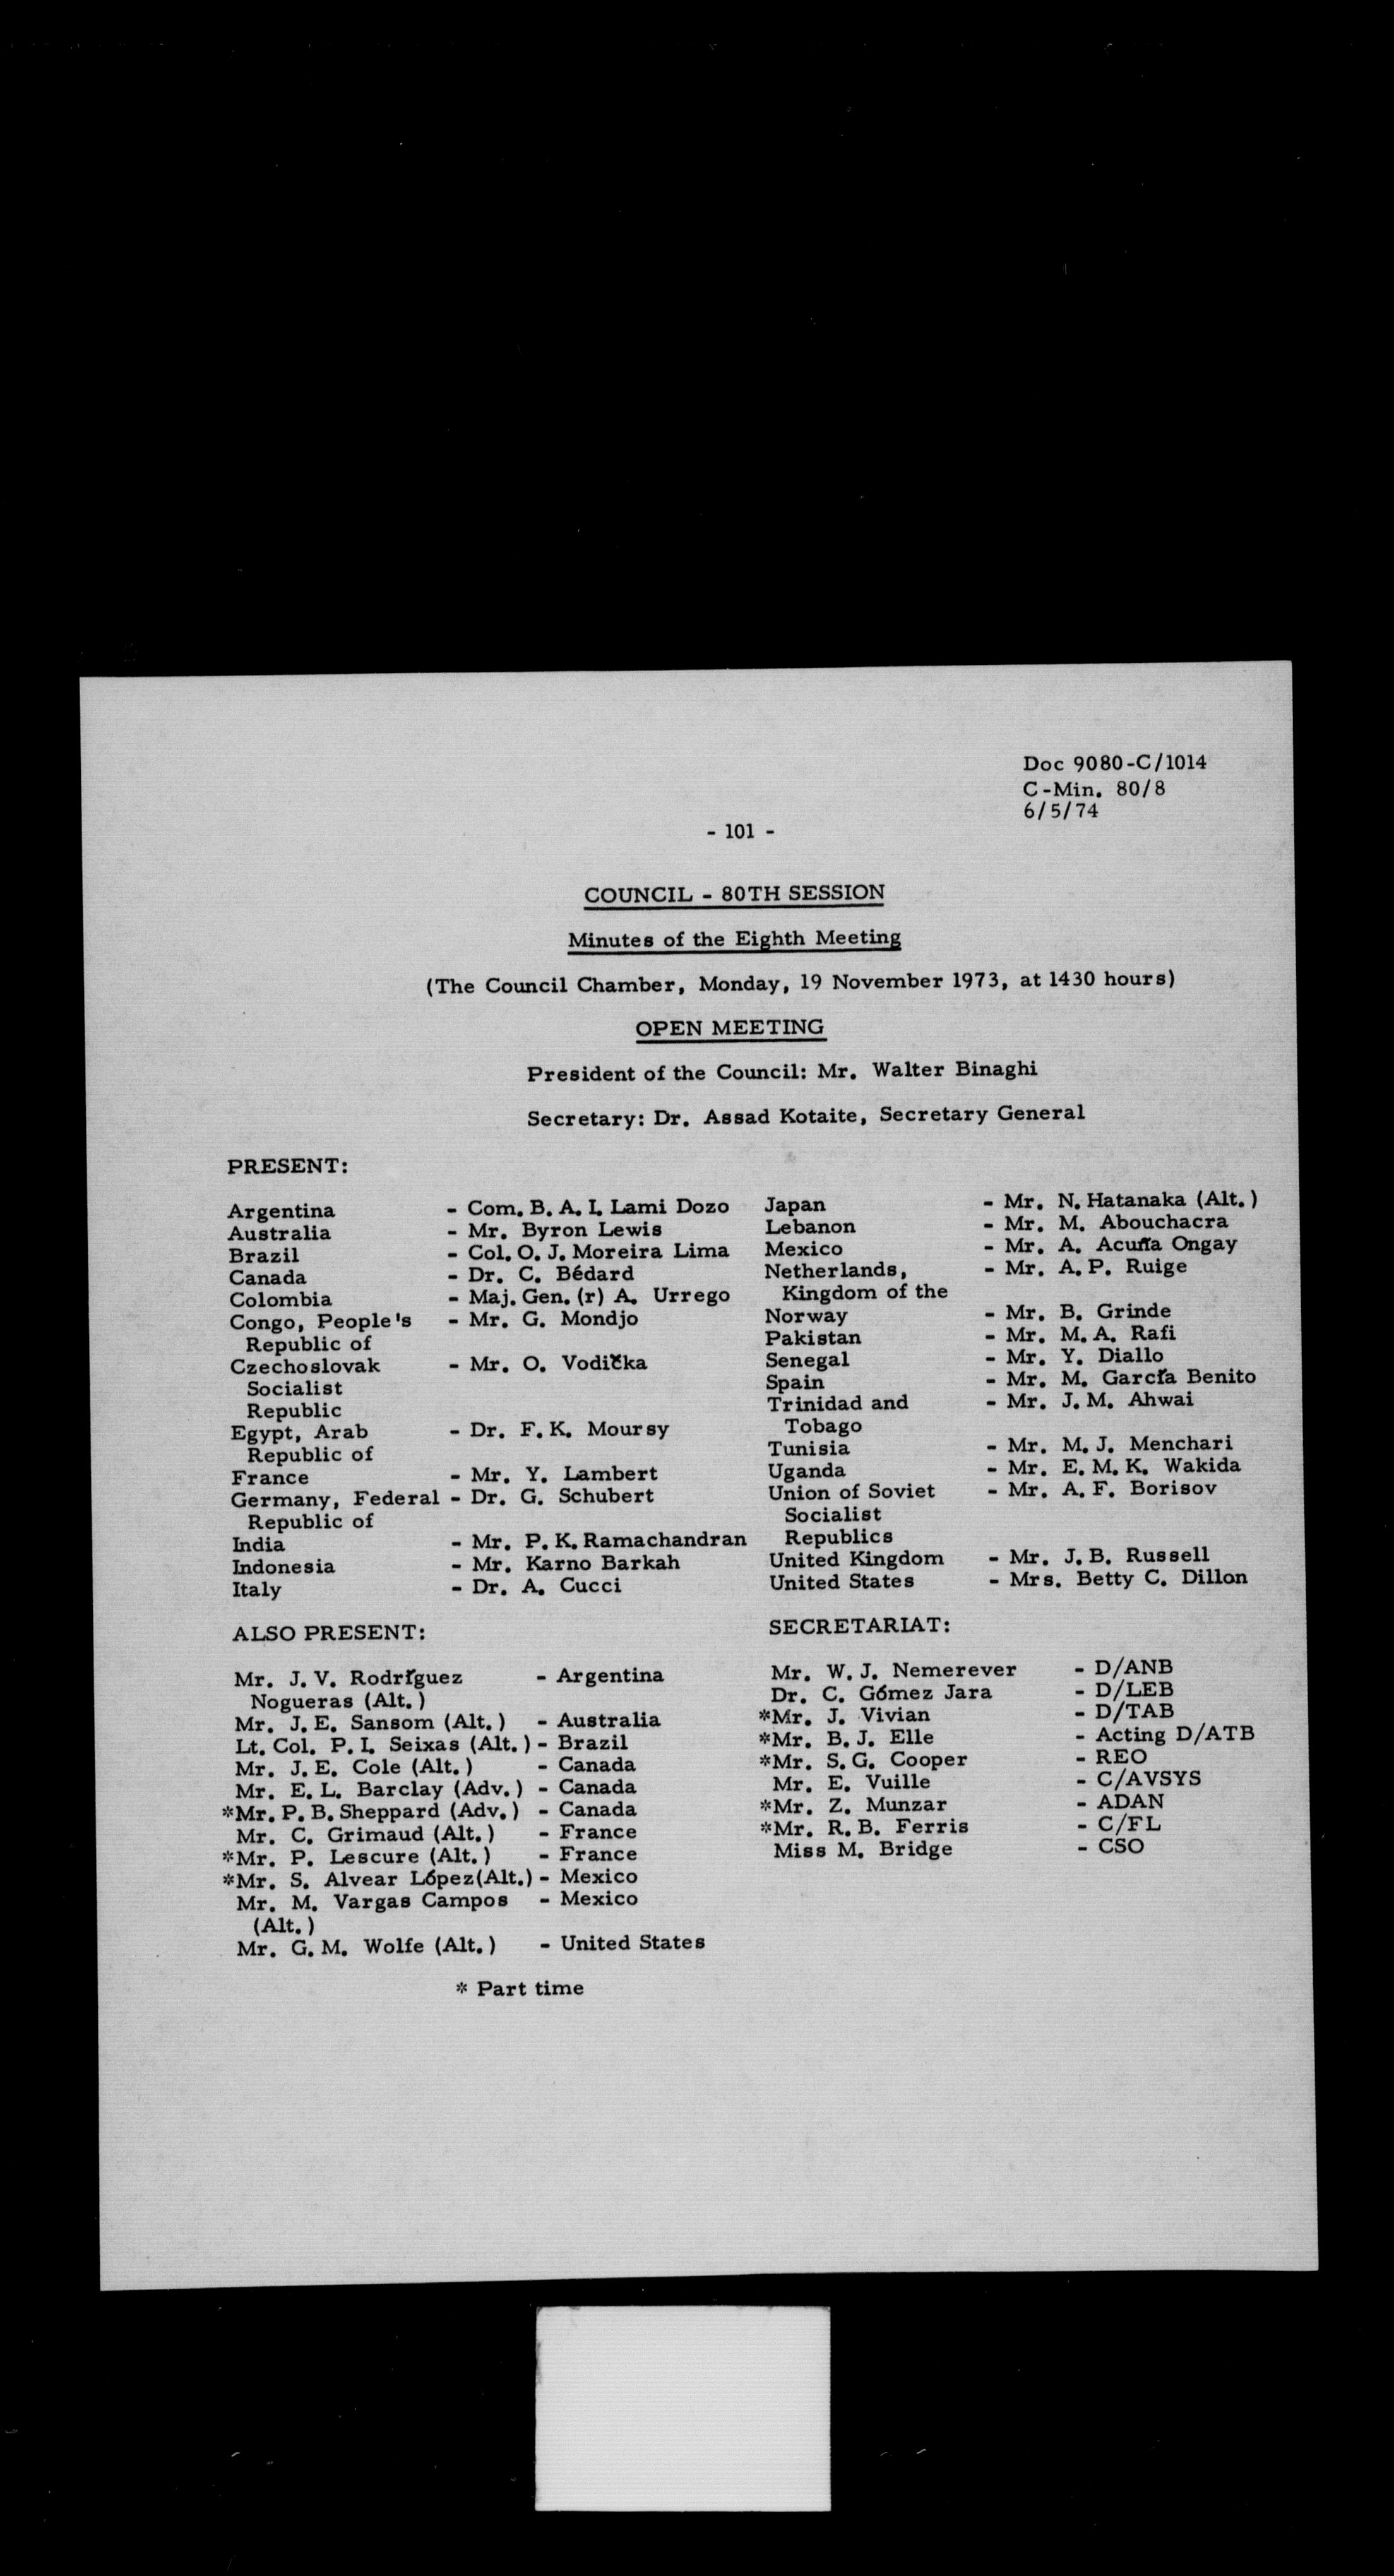 Doc 9080-C/1014
C-Min. 80/8
6/5/74
- 101 -
COUNCIL - 80TH SESSION
Minutes of the Eighth Meeting
(The Council Chamber, Monday, 19 November 1973, at 1430 hours)
OPEN MEETING
President of the Council: Mr. Walter Binaghi
Secretary: Dr. Assad Kotaite, Secretary General
PRESENT:
Argentina - Com. B. A. I. Lami Dozo
Australia - Mr. Byron Lewis
Brazil - Col. O. J. Moreira Lima
Canada - Dr. C. Bédard
Colombia - Maj. Gen. (r) A. Urrego
Congo, People's - Mr. G. Mondjo
Republic of
Czechoslovak - Mr. O. Vodička
Socialist
Republic
Egypt, Arab - Dr. F. K. Moursy
Republic of
France - Mr. Y. Lambert
Germany, Federal - Dr. G. Schubert
Republic of
India - Mr. P. K. Ramachandran
Indonesia - Mr. Karno Barkah
Italy - Dr. A. Cucci
Japan - Mr. N. Hatanaka (Alt.)
Lebanon - Mr. M. Abouchacra
Mexico - Mr. A. Acuña Ongay
Netherlands, - Mr. A. P. Ruige
Kingdom of the
Norway - Mr. B. Grinde
Pakistan - Mr. M. A. Rafi
Senegal - Mr. Y. Diallo
Spain - Mr. M. García Benito
Trinidad and - Mr. J. M. Ahwai
Tobago
Tunisia - Mr. M. J. Menchari
Uganda - Mr. E. M. K. Wakida
Union of Soviet - Mr. A. F. Borisov
Socialist
Republics
United Kingdom - Mr. J. B. Russell
United States - Mrs. Betty C. Dillon
ALSO PRESENT:
Mr. J. V. Rodríguez - Argentina
Nogueras (Alt.)
Mr. J. E. Sansom (Alt.) - Australia
Lt. Col. P. I. Seixas (Alt.) - Brazil
Mr. J. E. Cole (Alt.) - Canada
Mr. E. L. Barclay (Adv.) - Canada
*Mr. P. B. Sheppard (Adv.) - Canada
Mr. C. Grimaud (Alt.) - France
*Mr. P. Lescure (Alt.) - France
*Mr. S. Alvear López(Alt.) - Mexico
Mr. M. Vargas Campos - Mexico
(Alt.)
Mr. G. M. Wolfe (Alt.) - United States
SECRETARIAT:
Mr. W. J. Nemerever - D/ANB
Dr. C. Gómez Jara - D/LEB
*Mr. J. Vivian - D/TAB
*Mr. B. J. Elle - Acting D/ATB
*Mr. S. G. Cooper - REO
Mr. E. Vuille - C/AVSYS
*Mr. Z. Munzar - ADAN
*Mr. R. B. Ferris - C/FL
Miss M. Bridge - CSO
* Part time